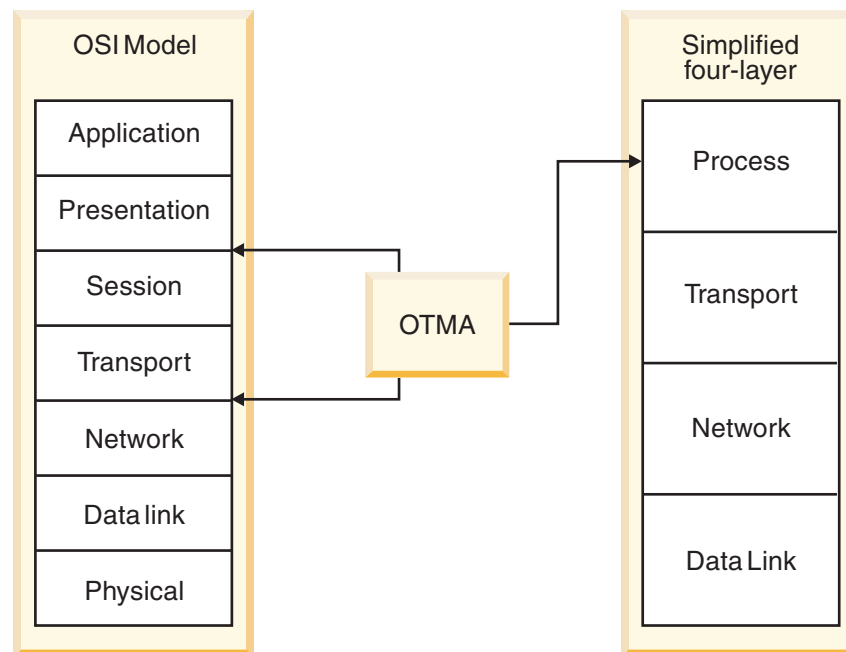 OSI Model
Application
Presentation
Session
Transport
Network
Data link
Physical
OTMA
Simplified
four-layer
Process
Transport
Network
Data Link